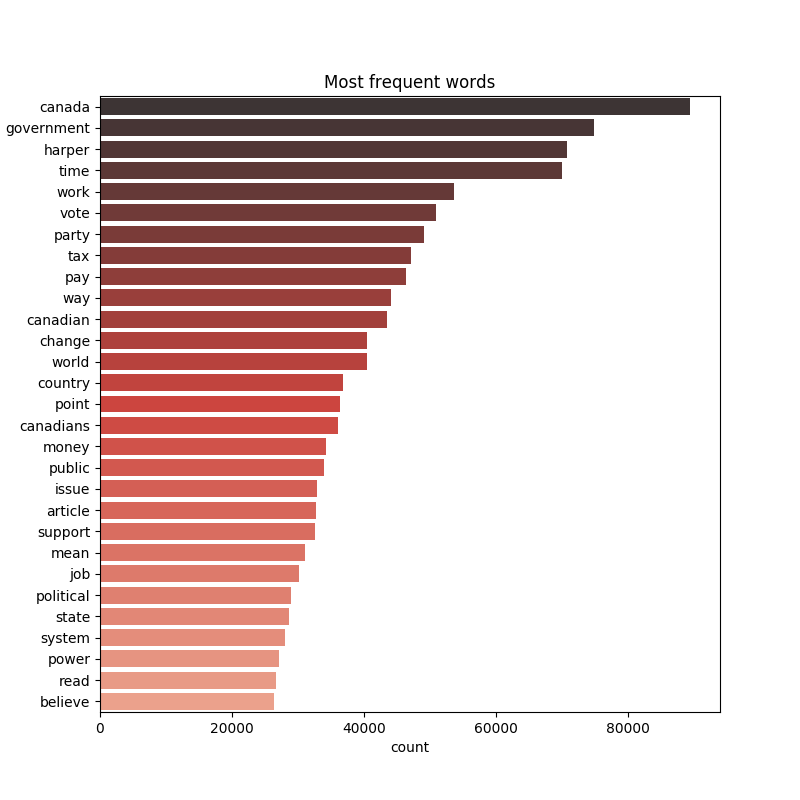 Most frequent words
canada
government
harper
time
work
vote
party
tax
pay
way
canadian
change
world
country
point
canadians
money
public
issue
article
support
mean
job
political
state
system
power
read
believe
0 20000 40000 60000 80000
count